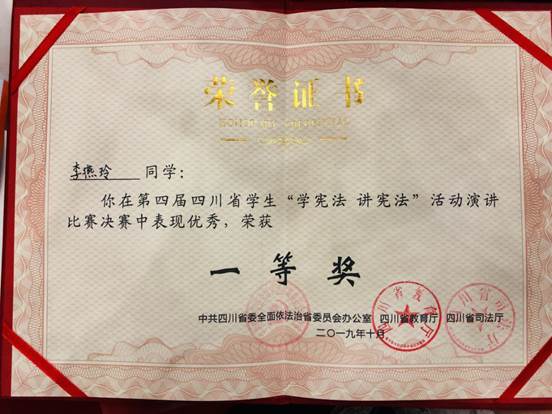 荣誉证书
李燕玲 同学:
你在第四届四川省学生“学宪法 讲宪法”活动演讲
比赛决赛中表现优秀,荣获
一等奖
中共四川省委全面依法治省委员会办公室 四川省教育厅 四川省司法厅
二〇一九年十月